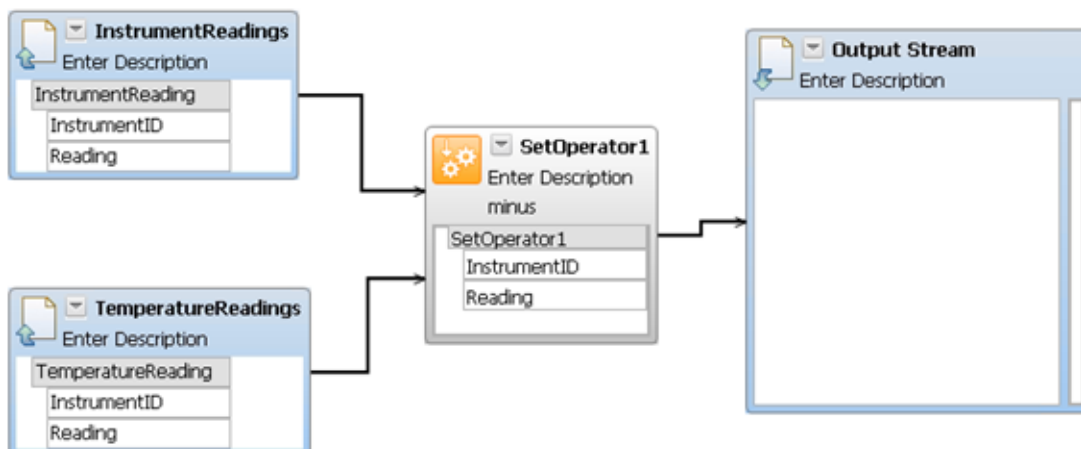 InstrumentReadings
Enter Description
InstrumentReading
InstrumentID
Reading
TemperatureReadings
Enter Description
TemperatureReading
InstrumentID
Reading
SetOperator1
Enter Description
minus
SetOperator1
InstrumentID
Reading
Output Stream
Enter Description